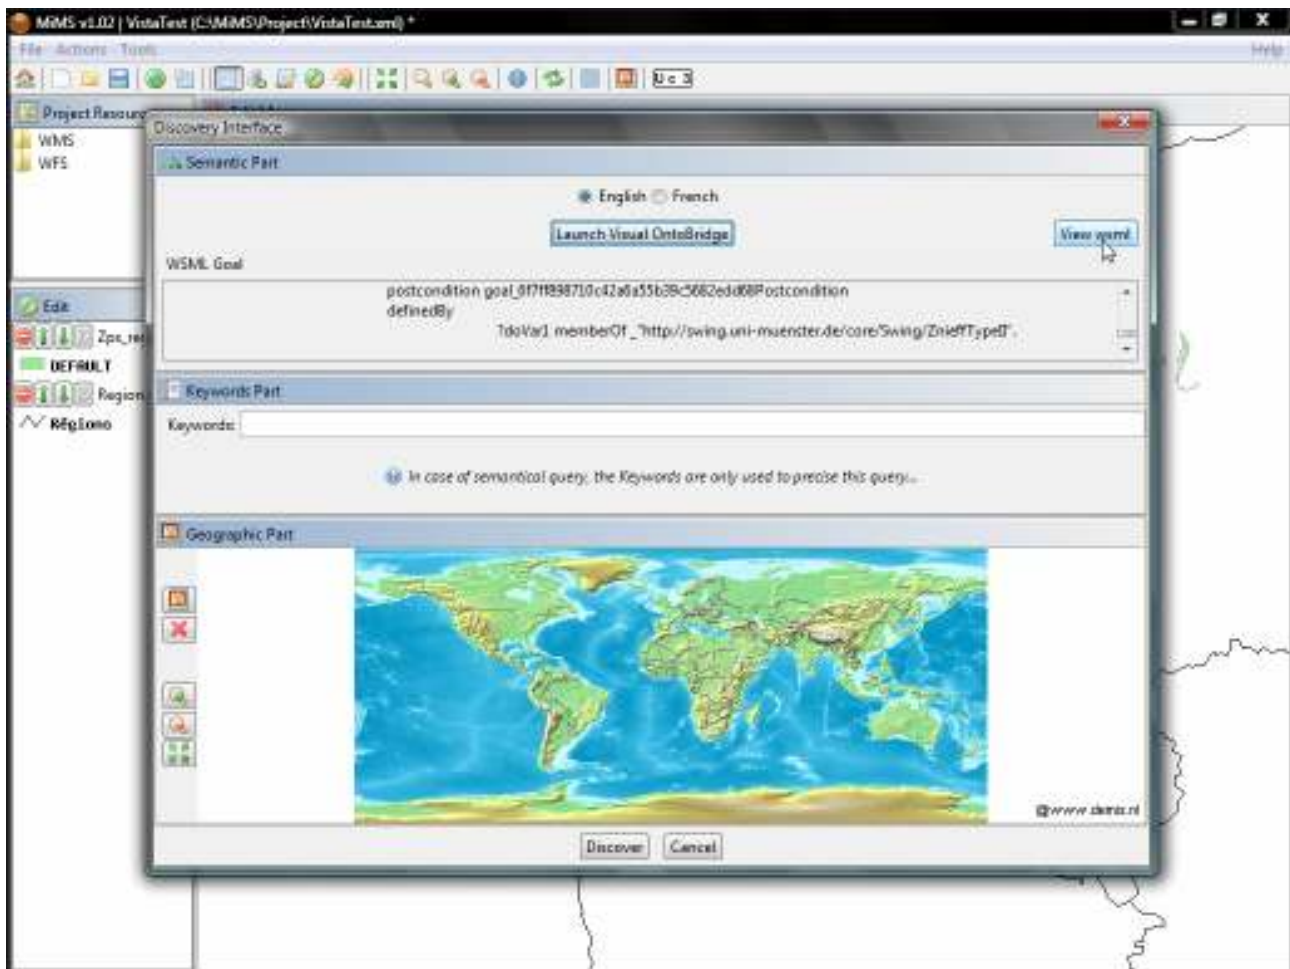 MiMS v1.02 | VistaTest (C:\MiMS\Project\VistaTest.xml) *
File Actions Tools
Help
Project Resour
WMS
WFS
Discovery Interface
Semantic Part
English French
Launch Visual OntoBridge
View wsml
WSML Goal
definedBy
?doVar1 memberOf _"http://swing.uni-muenster.de/core/Swing/ZnieffTypeII".
Edit
Zps_reg
DEFAULT
Region
Régions
Keywords Part
Keywords:
In case of semantical query, the Keywords are only used to precise this query...
Geographic Part
@www.demis.nl
Discover Cancel